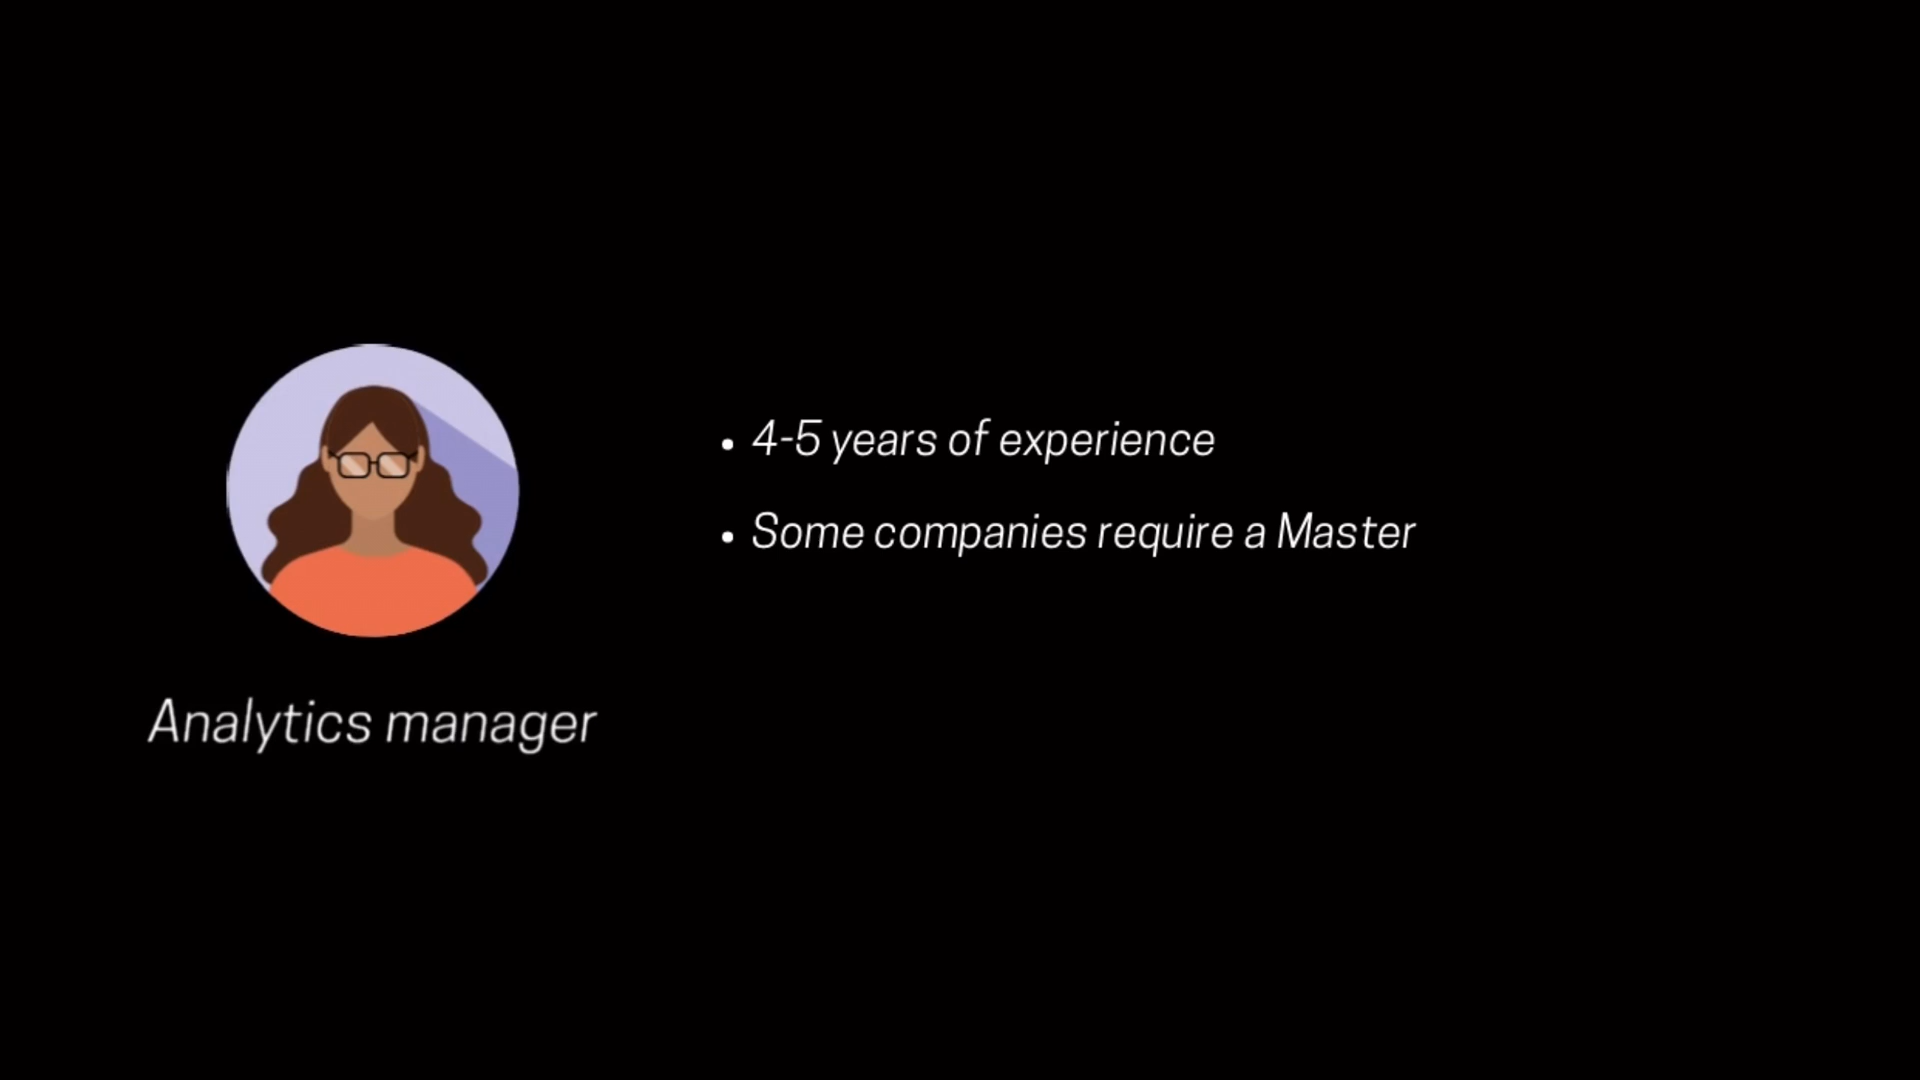 • 4-5 years of experience
• Some companies require a Master
Analytics manager